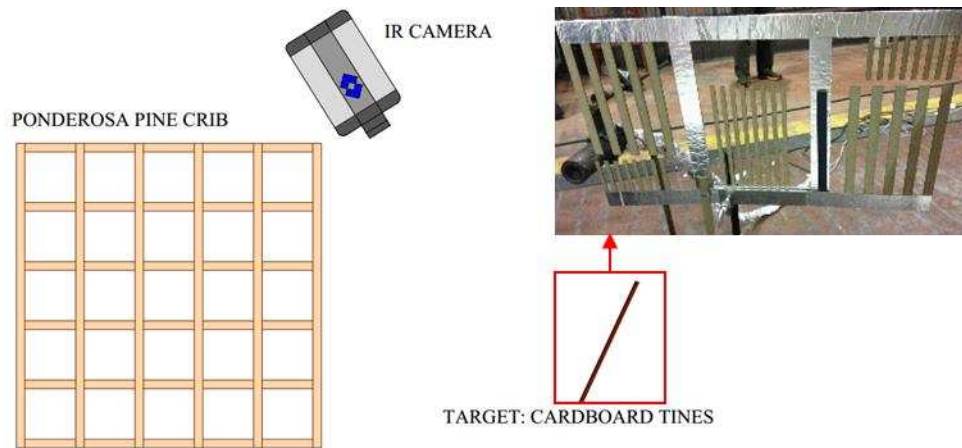 IR CAMERA
PONDEROSA PINE CRIB
TARGET: CARDBOARD TINES